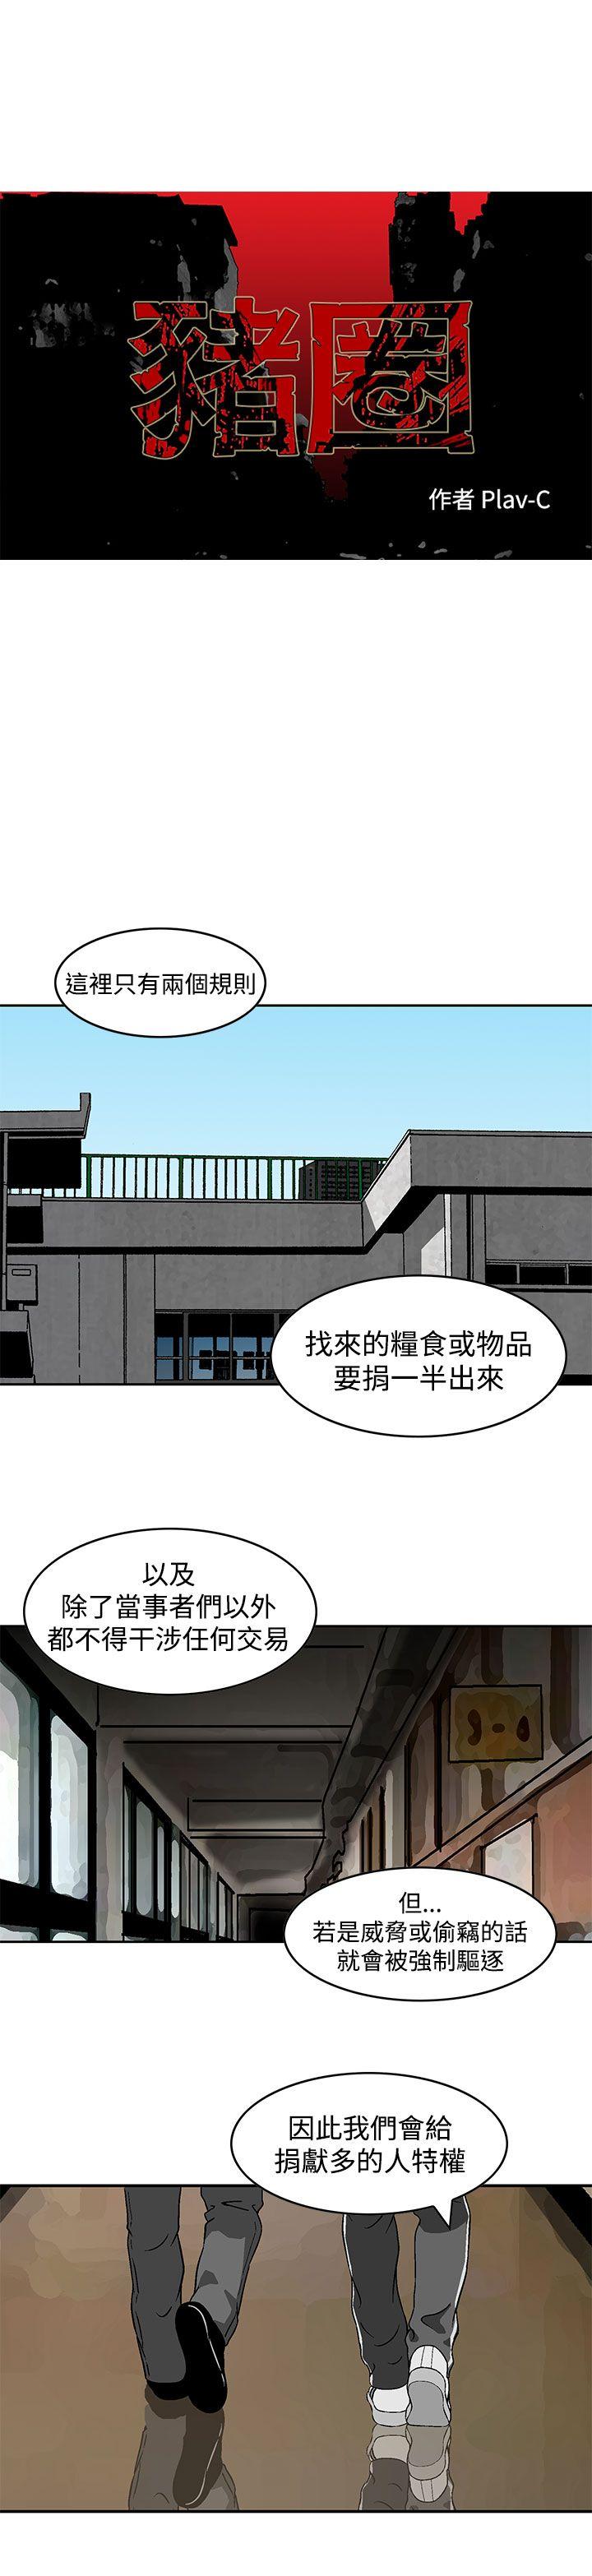 豬圈
作者 Plav-C
這裡只有兩個規則
找來的糧食或物品
要捐一半出來
以及
除了當事者們以外
都不得干涉任何交易
但...
若是威脅或偷竊的話
就會被強制驅逐
因此我們會給
捐獻多的人特權